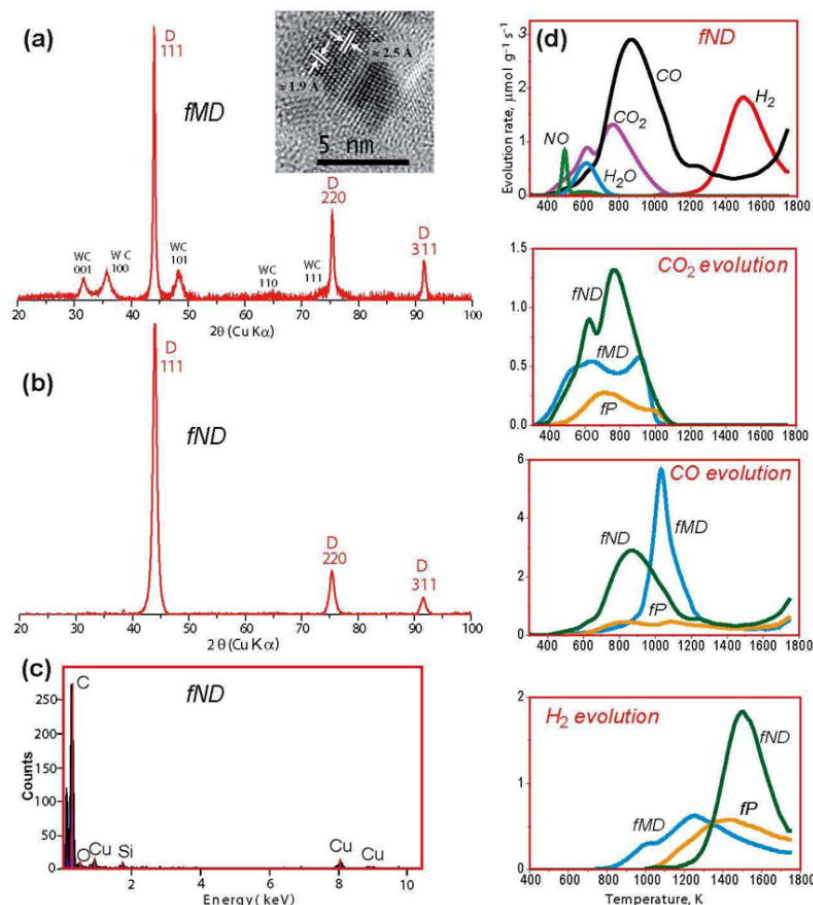 (a)
D
111
fMD
≈ 1.9 Å
≈ 2.5 Å
5 nm
D
220
D
311
WC
001
W C
100
WC
101
WC
110
WC
111
20 30 40 50 60 70 80 90 100
2θ (Cu Kα)
(b)
D
111
fND
D
220
D
311
20 30 40 50 60 70 80 90 100
2θ (Cu Kα)
(c)
fND
C
O
Cu
Si
Cu
Cu
250
200
150
100
50
0
Counts
2 4 6 8 10
Energy (keV)
(d)
fND
CO
H2
CO2
NO
H2O
3
2
1
0
Evolution rate, μmol g⁻¹ s⁻¹
400 600 800 1000 1200 1400 1600 1800
CO2 evolution
fND
fMD
fP
1.5
1.0
0.5
0.0
400 600 800 1000 1200 1400 1600 1800
CO evolution
fND
fMD
fP
6
4
2
0
400 600 800 1000 1200 1400 1600 1800
H2 evolution
fND
fMD
fP
2
1
0
400 600 800 1000 1200 1400 1600 1800
Temperature, K